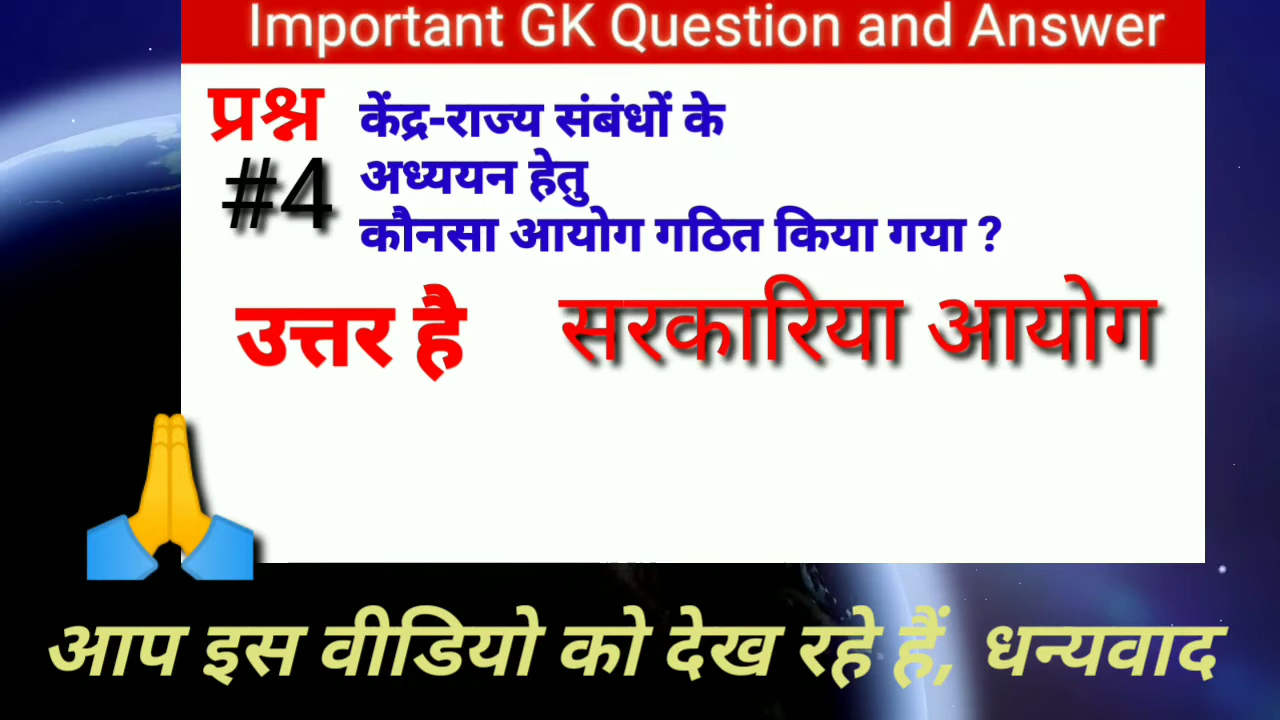 Important GK Question and Answer
प्रश्न
#4
केंद्र-राज्य संबंधों के
अध्ययन हेतु
कौनसा आयोग गठित किया गया ?
उत्तर है सरकारिया आयोग
आप इस वीडियो को देख रहे हैं, धन्यवाद